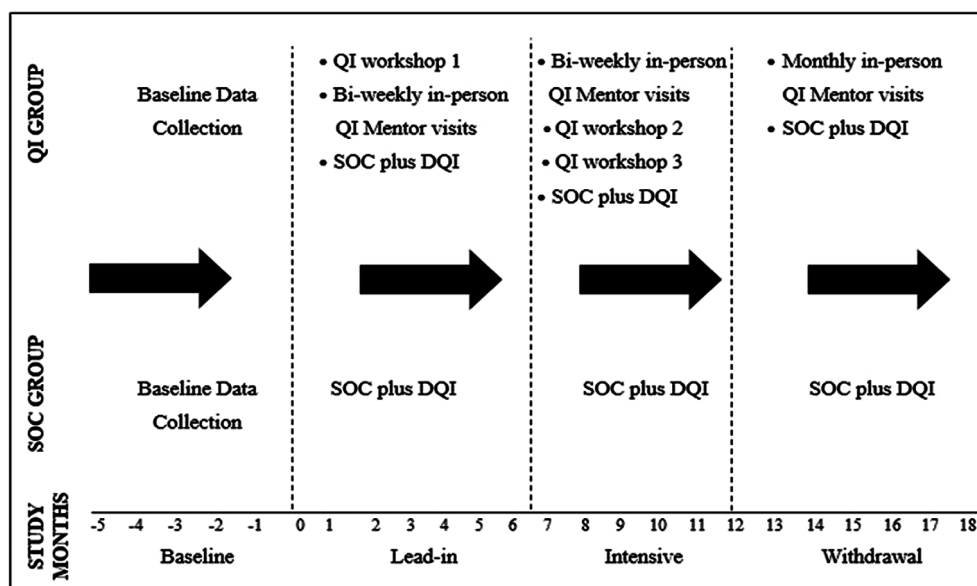 QI GROUP
Baseline Data
Collection
• QI workshop 1
• Bi-weekly in-person
QI Mentor visits
• SOC plus DQI
• Bi-weekly in-person
QI Mentor visits
• QI workshop 2
• QI workshop 3
• SOC plus DQI
• Monthly in-person
QI Mentor visits
• SOC plus DQI
SOC GROUP
Baseline Data
Collection
SOC plus DQI
SOC plus DQI
SOC plus DQI
STUDY
MONTHS
-5 -4 -3 -2 -1 0 1 2 3 4 5 6 7 8 9 10 11 12 13 14 15 16 17 18
Baseline Lead-in Intensive Withdrawal